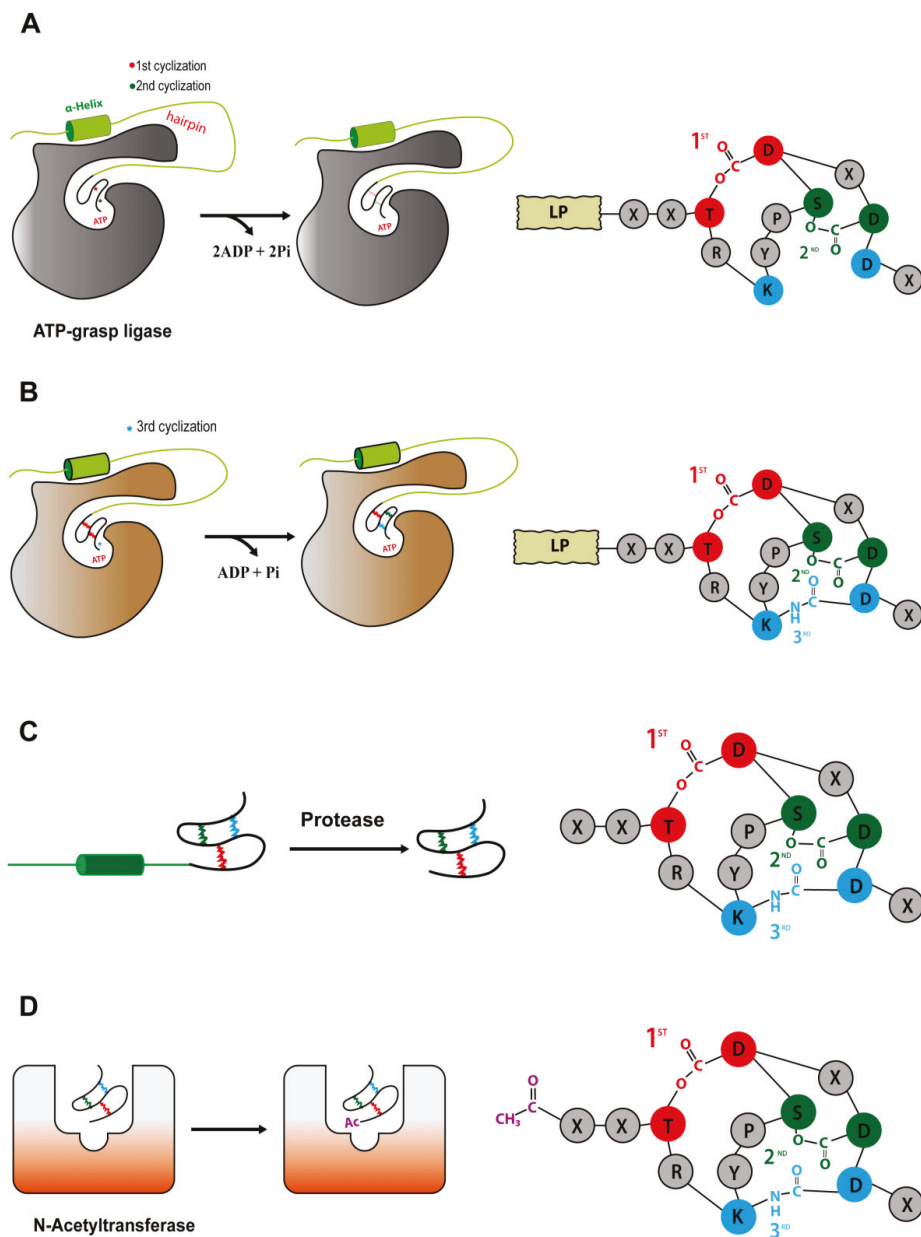 A
1st cyclization
2nd cyclization
α-Helix
hairpin
ATP
2ADP + 2Pi
ATP
ATP-grasp ligase
1ST
O
C
O
D
X
S
P
LP
X
X
T
O
C
O
D
2ND
R
Y
D
K
X
B
3rd cyclization
ATP
ADP + Pi
ATP
1ST
O
C
O
D
X
S
P
LP
X
X
T
O
C
O
D
2ND
R
Y
O
C
N
H
D
K
3RD
X
C
Protease
1ST
O
C
O
D
X
S
P
X
X
T
O
C
O
D
2ND
R
Y
O
C
N
H
D
K
3RD
X
D
Ac
N-Acetyltransferase
1ST
O
C
O
D
X
O
C
CH3
S
P
X
X
T
O
C
O
D
2ND
R
Y
O
C
N
H
D
K
3RD
X